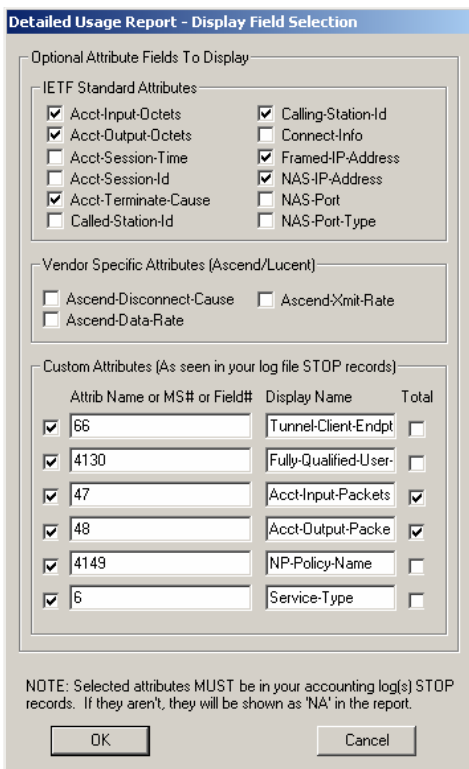 Detailed Usage Report - Display Field Selection
Optional Attribute Fields To Display
IETF Standard Attributes
Acct-Input-Octets
Calling-Station-Id
Acct-Output-Octets
Connect-Info
Acct-Session-Time
Framed-IP-Address
Acct-Session-Id
NAS-IP-Address
Acct-Terminate-Cause
NAS-Port
Called-Station-Id
NAS-Port-Type
Vendor Specific Attributes (Ascend/Lucent)
Ascend-Disconnect-Cause
Ascend-Xmit-Rate
Ascend-Data-Rate
Custom Attributes (As seen in your log file STOP records)
Attrib Name or MS# or Field# Display Name Total
66 Tunnel-Client-Endpt
4130 Fully-Qualified-User-
47 Acct-Input-Packets
48 Acct-Output-Packe
4149 NP-Policy-Name
6 Service-Type
NOTE: Selected attributes MUST be in your accounting log(s) STOP
records. If they aren't, they will be shown as 'NA' in the report.
OK Cancel